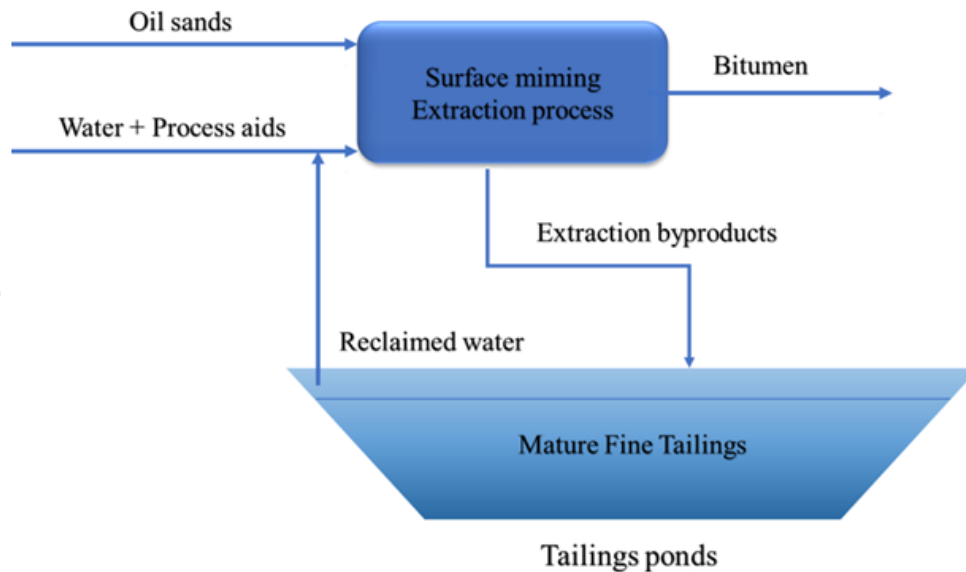 Oil sands
Surface miming
Extraction process
Bitumen
Water + Process aids
Extraction byproducts
Reclaimed water
Mature Fine Tailings
Tailings ponds